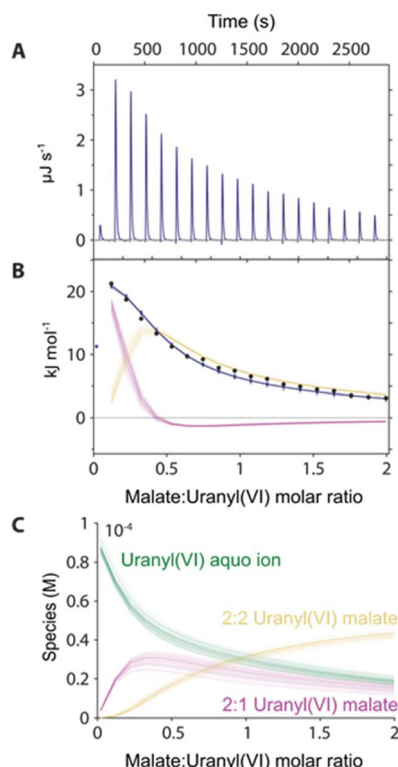 Time (s)
0 500 1000 1500 2000 2500
A
3
2
1
0
µJ s⁻¹
B
20
10
0
kJ mol⁻¹
0 0.5 1 1.5 2
Malate:Uranyl(VI) molar ratio
C
1
10⁻⁴
Uranyl(VI) aquo ion
0.8
0.6
2:2 Uranyl(VI) malate
0.4
0.2
2:1 Uranyl(VI) malate
0
Species (M)
0 0.5 1 1.5 2
Malate:Uranyl(VI) molar ratio